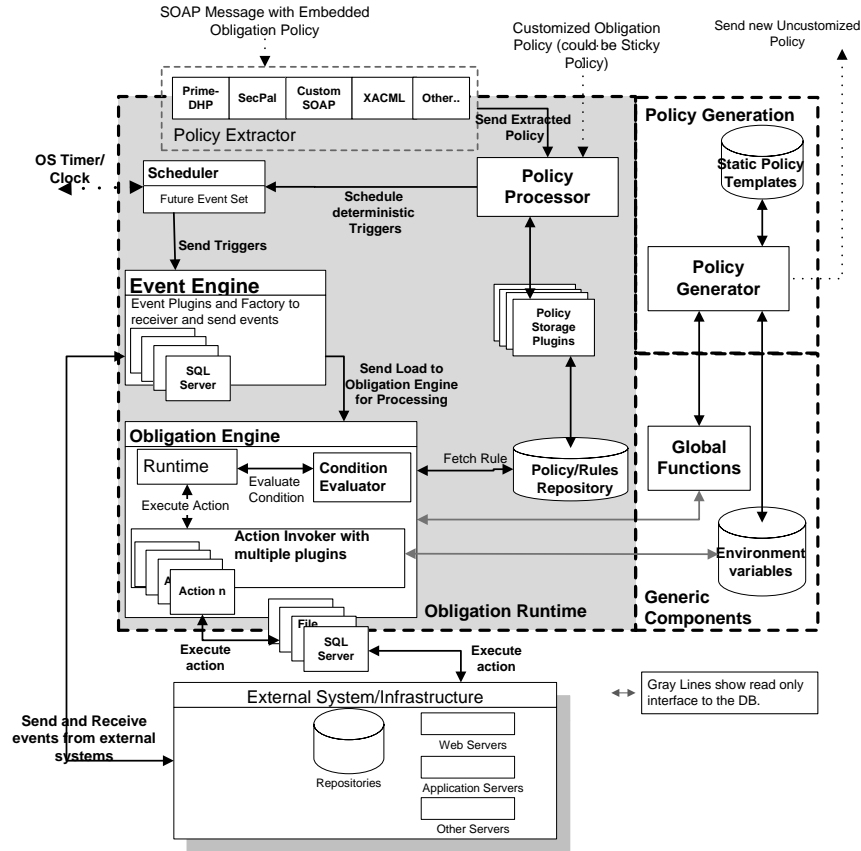 SOAP Message with Embedded
Obligation Policy
Customized Obligation
Policy (could be Sticky
Policy)
Send new Uncustomized
Policy
Prime-
DHP
SecPal
Custom
SOAP
XACML
Other..
Policy Extractor
Send Extracted
Policy
Policy Generation
Static Policy
Templates
OS Timer/
Clock
Scheduler
Future Event Set
Schedule
deterministic
Triggers
Policy
Processor
Send Triggers
Policy
Generator
Event Engine
Event Plugins and Factory to
receiver and send events
SQL
Server
Policy
Storage
Plugins
Send Load to
Obligation Engine
for Processing
Obligation Engine
Runtime
Evaluate
Condition
Condition
Evaluator
Fetch Rule
Policy/Rules
Repository
Global
Functions
Execute Action
Action Invoker with
multiple plugins
A
Action n
Environment
variables
Obligation Runtime
Generic
Components
File
SQL
Server
Execute
action
Execute
action
External System/Infrastructure
Gray Lines show read only
interface to the DB.
Send and Receive
events from external
systems
Repositories
Web Servers
Application Servers
Other Servers